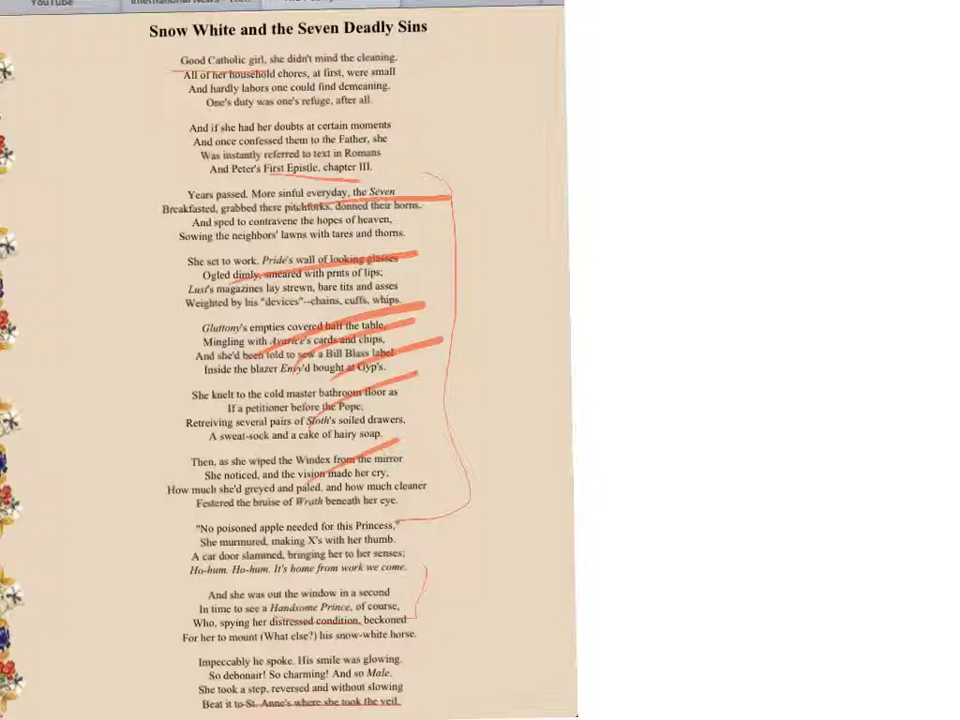 YouTube
Snow White and the Seven Deadly Sins
Good Catholic girl, she didn't mind the cleaning.
All of her household chores, at first, were small
And hardly labors one could find demeaning.
One's duty was one's refuge, after all.
And if she had her doubts at certain moments
And once confessed them to the Father, she
Was instantly referred to text in Romans
And Peter's First Epistle, chapter III.
Years passed. More sinful everyday, the Seven
Breakfasted, grabbed there pitchforks, donned their horns.
And sped to contravene the hopes of heaven,
Sowing the neighbors' lawns with tares and thorns.
She set to work. Pride's wall of looking glasses
Ogled dimly, smeared with prnts of lips;
Lust's magazines lay strewn, bare tits and asses
Weighted by his "devices"--chains, cuffs, whips.
Gluttony's empties covered half the table,
Mingling with Avarice's cards and chips,
And she'd been told to sew a Bill Blass label
Inside the blazer Envy'd bought at Gyp's.
She knelt to the cold master bathroom floor as
If a petitioner before the Pope,
Retreiving several pairs of Sloth's soiled drawers,
A sweat-sock and a cake of hairy soap.
Then, as she wiped the Windex from the mirror
She noticed, and the vision made her cry,
How much she'd greyed and paled, and how much cleaner
Festered the bruise of Wrath beneath her eye.
"No poisoned apple needed for this Princess,"
She murmured, making X's with her thumb.
A car door slammed, bringing her to her senses;
Ho-hum. Ho-hum. It's home from work we come.
And she was out the window in a second
In time to see a Handsome Prince, of course,
Who, spying her distressed condition, beckoned
For her to mount (What else?) his snow-white horse.
Impeccably he spoke. His smile was glowing.
So debonair! So charming! And so Male.
She took a step, reversed and without slowing
Beat it to St. Anne's where she took the veil.